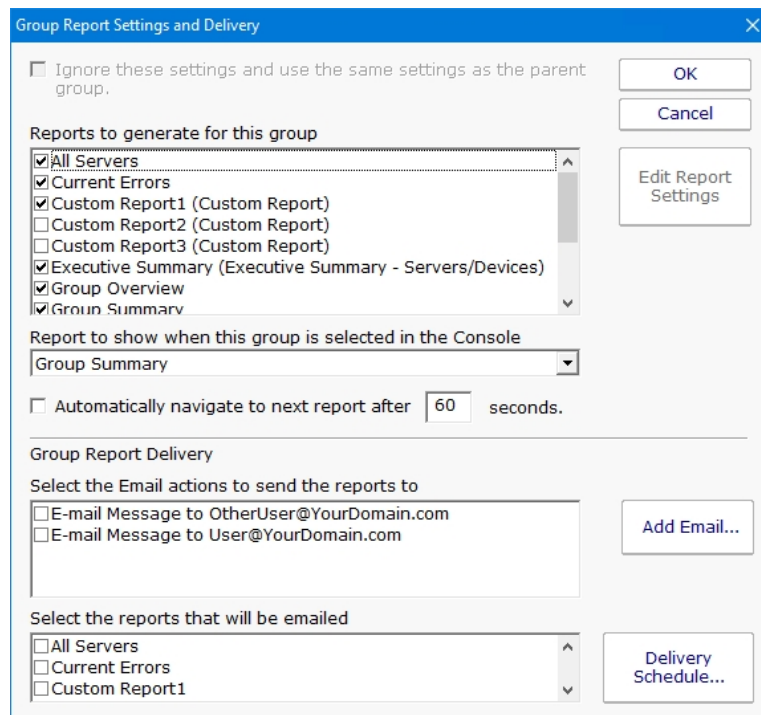 Group Report Settings and Delivery
Ignore these settings and use the same settings as the parent
group.
OK
Cancel
Reports to generate for this group
All Servers
Current Errors
Custom Report1 (Custom Report)
Custom Report2 (Custom Report)
Custom Report3 (Custom Report)
Executive Summary (Executive Summary - Servers/Devices)
Group Overview
Group Summary
Edit Report
Settings
Report to show when this group is selected in the Console
Group Summary
Automatically navigate to next report after 60 seconds.
Group Report Delivery
Select the Email actions to send the reports to
E-mail Message to OtherUser@YourDomain.com
E-mail Message to User@YourDomain.com
Add Email...
Select the reports that will be emailed
All Servers
Current Errors
Custom Report1
Delivery
Schedule...